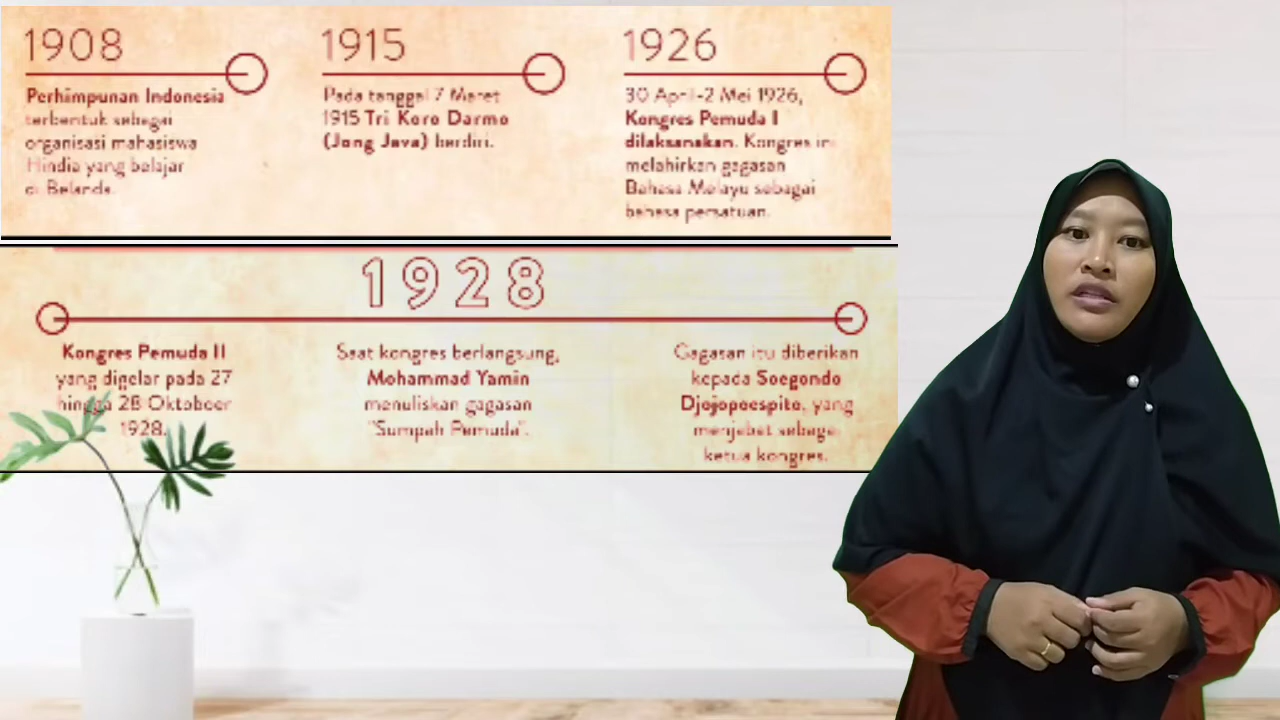 1908
Perhimpunan Indonesia
terbentuk sebagai
organisasi mahasiswa
Hindia yang belajar
di Belanda.
1915
Pada tanggal 7 Maret
1915 Tri Koro Darmo
(Jong Java) berdiri.
1926
30 April-2 Mei 1926,
Kongres Pemuda I
dilaksanakan. Kongres ini
melahirkan gagasan
Bahasa Melayu sebagai
bahasa persatuan.
1928
Kongres Pemuda II
yang digelar pada 27
hingga 28 Oktoboer
1928.
Saat kongres berlangsung,
Mohammad Yamin
menuliskan gagasan
"Sumpah Pemuda".
Gagasan itu diberikan
kepada Soegondo
Djojopoespito, yang
menjabat sebagai
ketua kongres.